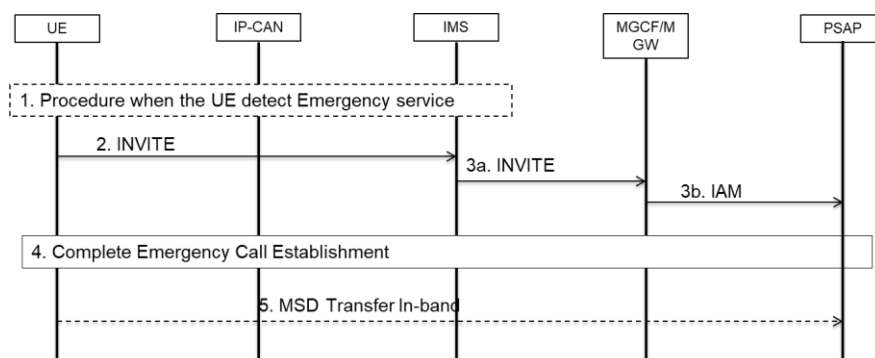 UE
IP-CAN
IMS
MGCF/M
GW
PSAP
1. Procedure when the UE detect Emergency service
2. INVITE
3a. INVITE
3b. IAM
4. Complete Emergency Call Establishment
5. MSD Transfer In-band